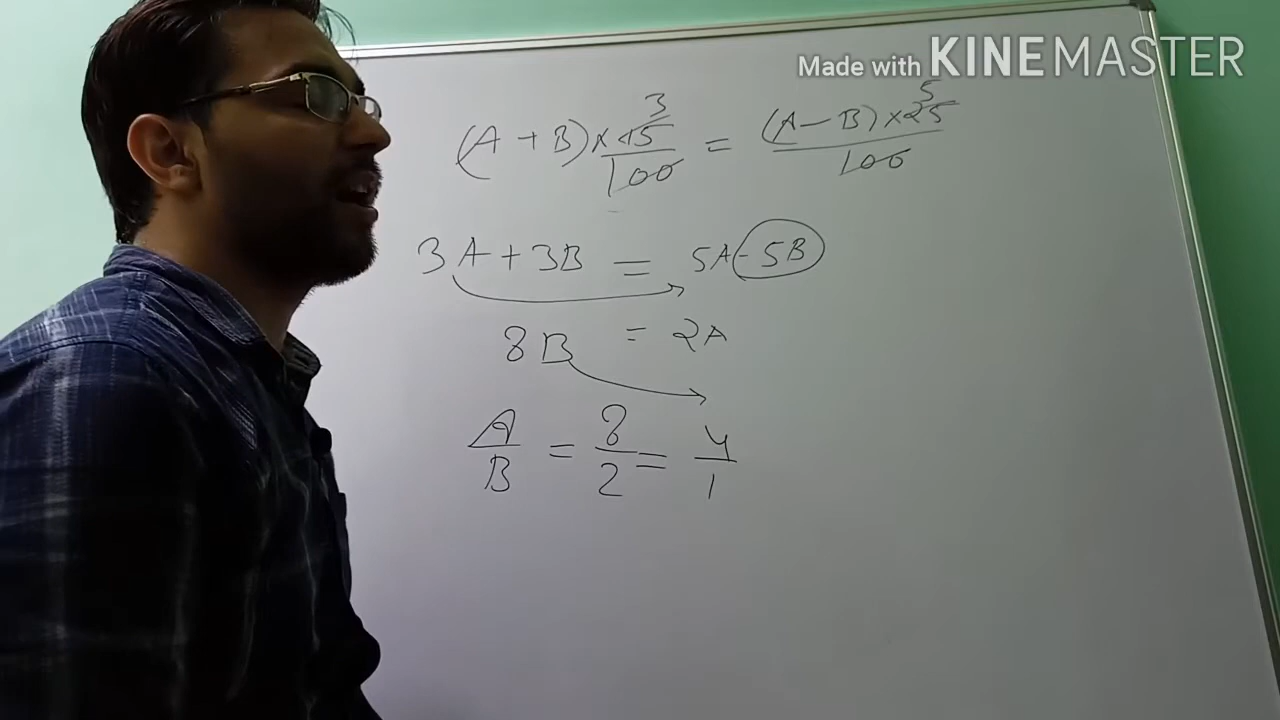 Made with KINEMASTER
3 5
(A + B) × 15/100 = (A - B) × 25/100
3A + 3B = 5A - 5B
8B = 2A
A/B = 8/2 = 4/1